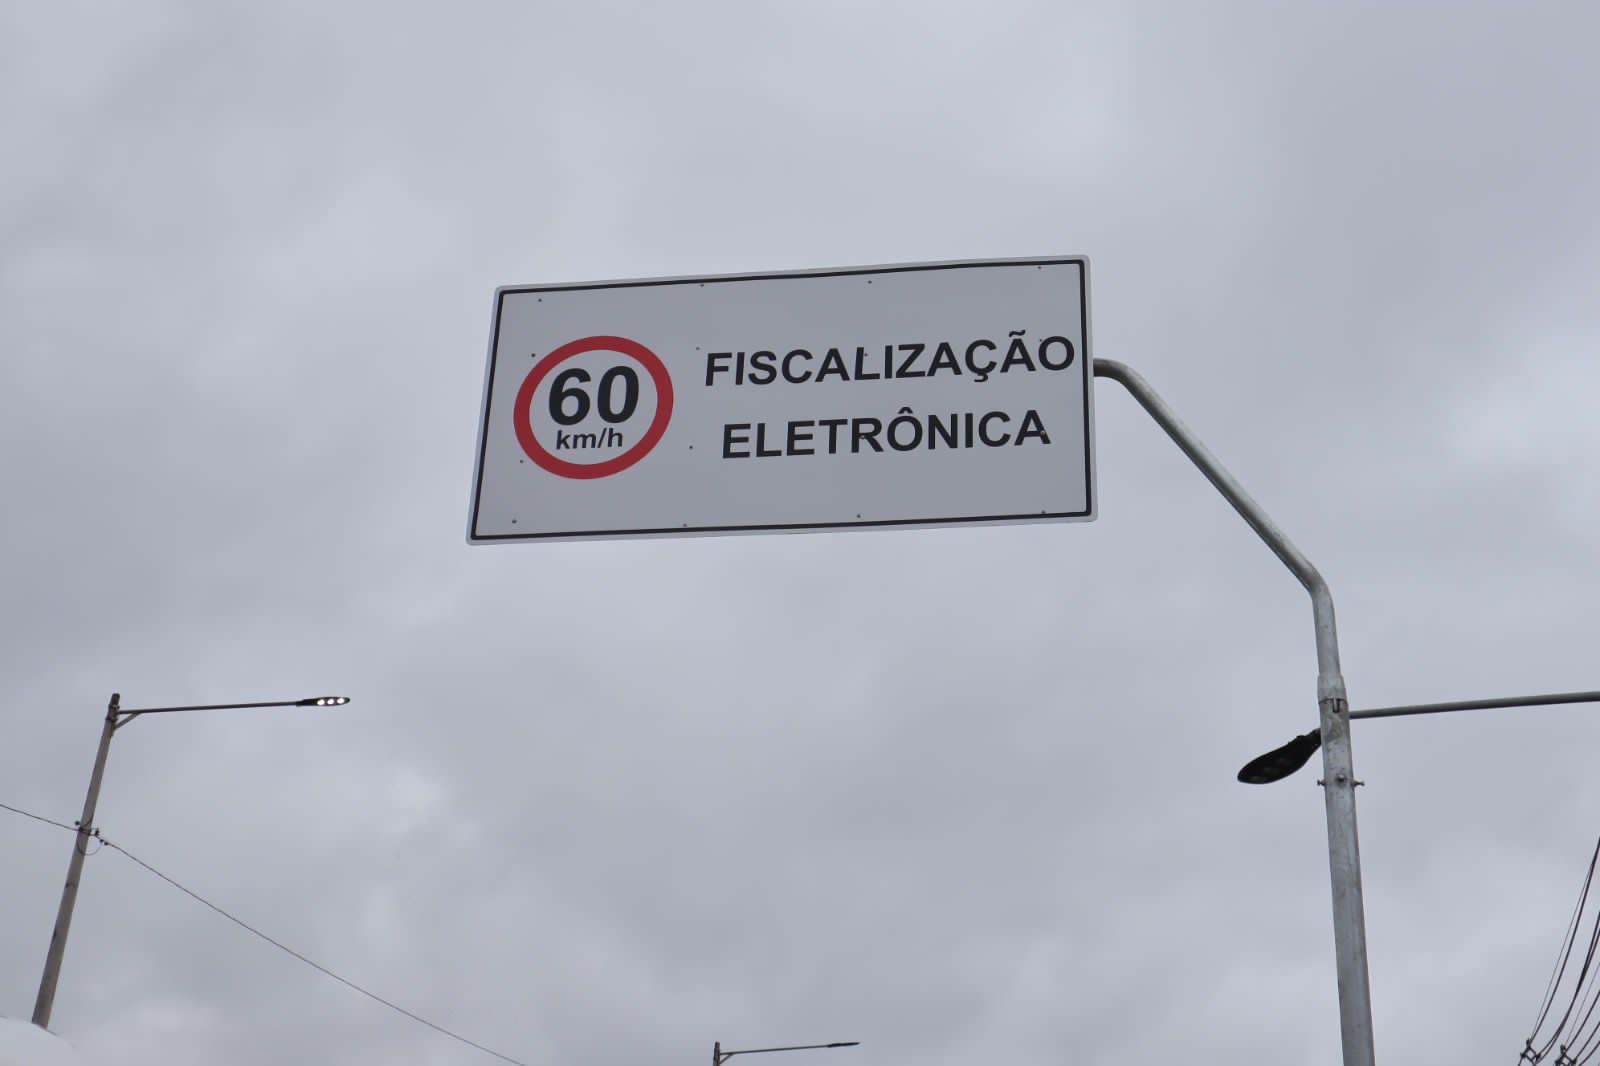 60
km/h
FISCALIZAÇÃO
ELETRÔNICA